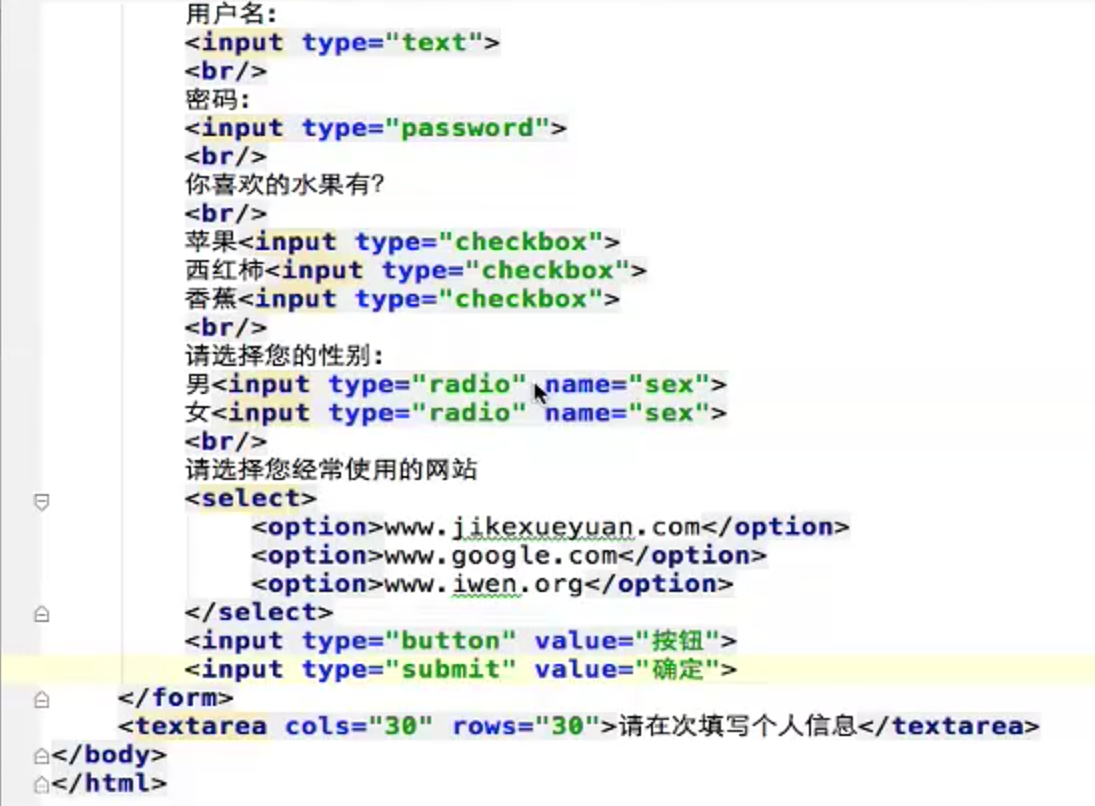 用户名:
<input type="text">
<br/>
密码:
<input type="password">
<br/>
你喜欢的水果有?
<br/>
苹果<input type="checkbox">
西红柿<input type="checkbox">
香蕉<input type="checkbox">
<br/>
请选择您的性别:
男<input type="radio" name="sex">
女<input type="radio" name="sex">
<br/>
请选择您经常使用的网站
<select>
<option>www.jikexueyuan.com</option>
<option>www.google.com</option>
<option>www.iwen.org</option>
</select>
<input type="button" value="按钮">
<input type="submit" value="确定">
</form>
<textarea cols="30" rows="30">请在次填写个人信息</textarea>
</body>
</html>